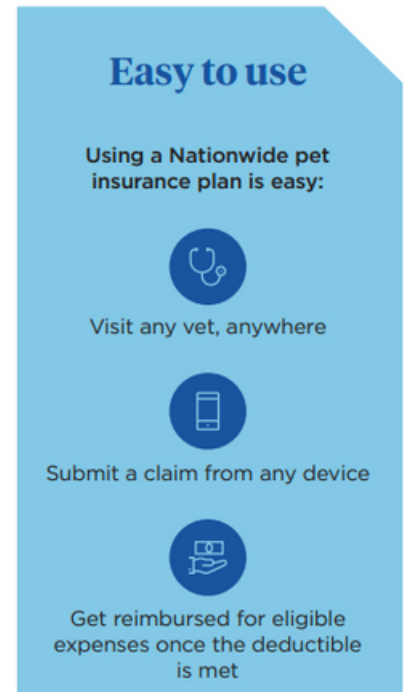 Easy to use
Using a Nationwide pet
insurance plan is easy:
Visit any vet, anywhere
Submit a claim from any device
Get reimbursed for eligible
expenses once the deductible
is met